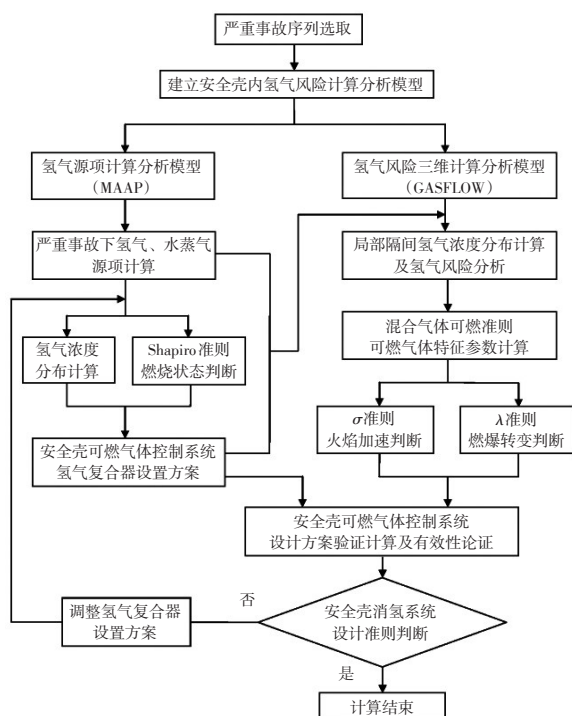 严重事故序列选取
建立安全壳内氢气风险计算分析模型
氢气源项计算分析模型
（MAAP）
氢气风险三维计算分析模型
（GASFLOW）
严重事故下氢气、水蒸气
源项计算
局部隔间氢气浓度分布计算
及氢气风险分析
氢气浓度
分布计算
Shapiro准则
燃烧状态判断
混合气体可燃准则
可燃气体特征参数计算
σ准则
火焰加速判断
λ准则
燃爆转变判断
安全壳可燃气体控制系统
氢气复合器设置方案
安全壳可燃气体控制系统
设计方案验证计算及有效性论证
调整氢气复合器
设置方案
否
安全壳消氢系统
设计准则判断
是
计算结束